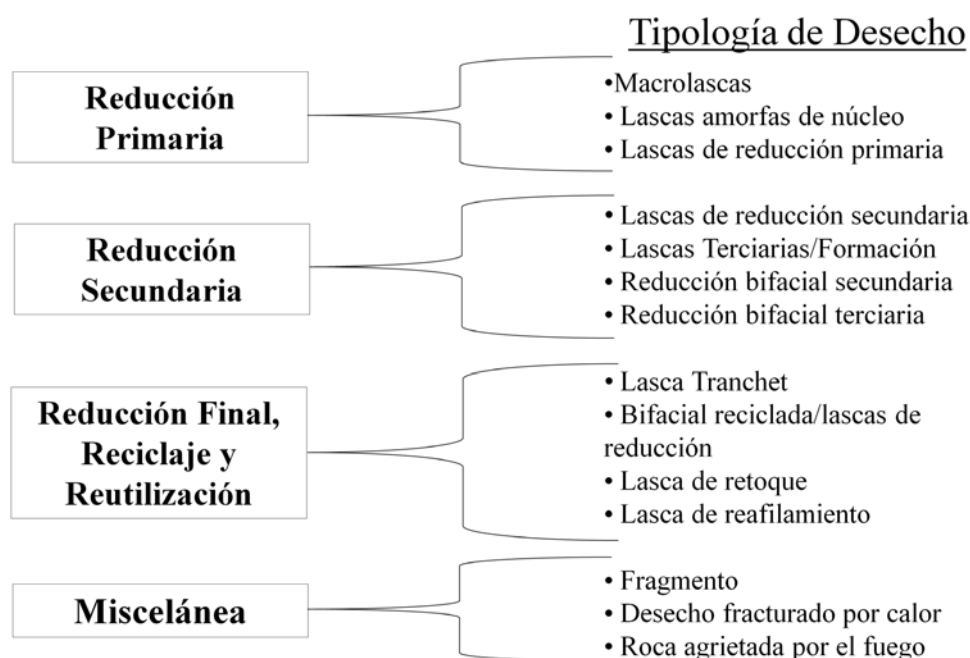 Tipología de Desecho
Reducción
Primaria
•Macrolascas
• Lascas amorfas de núcleo
• Lascas de reducción primaria
Reducción
Secundaria
• Lascas de reducción secundaria
• Lascas Terciarias/Formación
• Reducción bifacial secundaria
• Reducción bifacial terciaria
Reducción Final,
Reciclaje y
Reutilización
• Lasca Tranchet
• Bifacial reciclada/lascas de
reducción
• Lasca de retoque
• Lasca de reafilamiento
Miscelánea
• Fragmento
• Desecho fracturado por calor
• Roca agrietada por el fuego